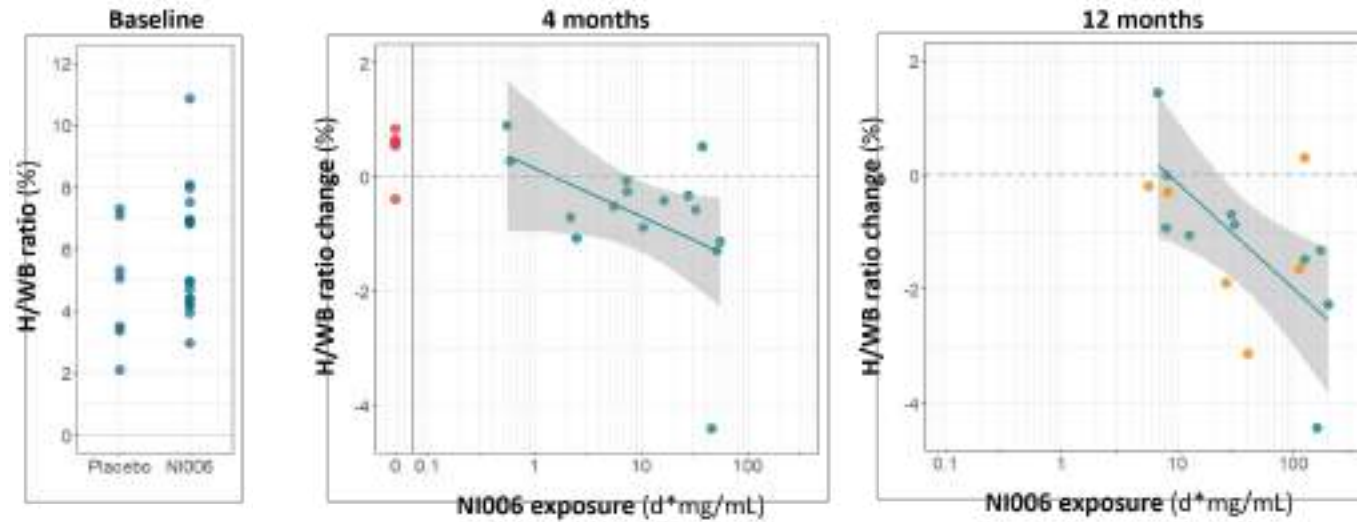 Baseline
H/WB ratio (%)
12
10
8
6
4
2
0
Placebo NI006
4 months
H/WB ratio change (%)
2
0
-2
-4
0 0.1 1 10 100
NI006 exposure (d*mg/mL)
12 months
H/WB ratio change (%)
2
0
-2
-4
0.1 1 10 100
NI006 exposure (d*mg/mL)